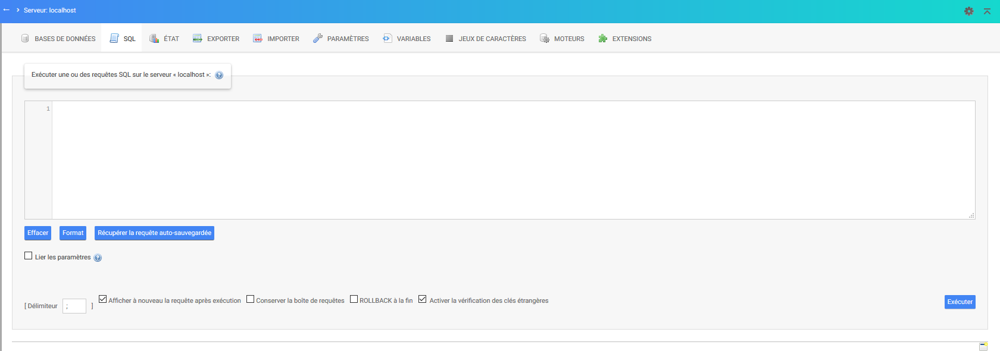 ← › Serveur: localhost
BASES DE DONNÉES SQL ÉTAT EXPORTER IMPORTER PARAMÈTRES VARIABLES JEUX DE CARACTÈRES MOTEURS EXTENSIONS
Exécuter une ou des requêtes SQL sur le serveur « localhost »:
1
Effacer Format Récupérer la requête auto-sauvegardée
Lier les paramètres
[ Délimiteur ; ] Afficher à nouveau la requête après exécution Conserver la boîte de requêtes ROLLBACK à la fin Activer la vérification des clés étrangères Exécuter